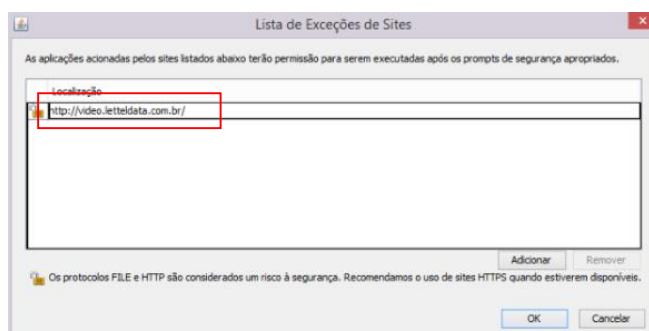 Lista de Exceções de Sites
As aplicações acionadas pelos sites listados abaixo terão permissão para serem executadas após os prompts de segurança apropriados.
Localização
http://video.letteldata.com.br/
Adicionar Remover
Os protocolos FILE e HTTP são considerados um risco à segurança. Recomendamos o uso de sites HTTPS quando estiverem disponíveis.
OK Cancelar